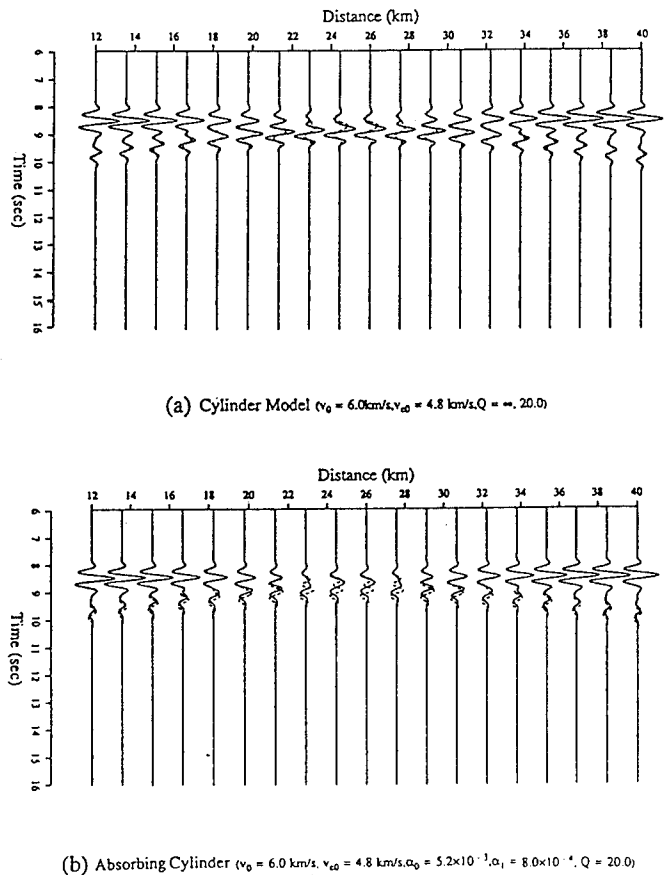 Distance (km)
12 14 16 18 20 22 24 26 28 30 32 34 36 38 40
6
7
8
9
10
11
12
13
14
15
16
Time (sec)
(a) Cylinder Model (v₀ = 6.0km/s,v_c0 = 4.8 km/s,Q = ∞, 20.0)
Distance (km)
12 14 16 18 20 22 24 26 28 30 32 34 36 38 40
6
7
8
9
10
11
12
13
14
15
16
Time (sec)
(b) Absorbing Cylinder (v₀ = 6.0 km/s, v_c0 = 4.8 km/s,α₀ = 5.2×10⁻³,α₁ = 8.0×10⁻⁴, Q = 20.0)